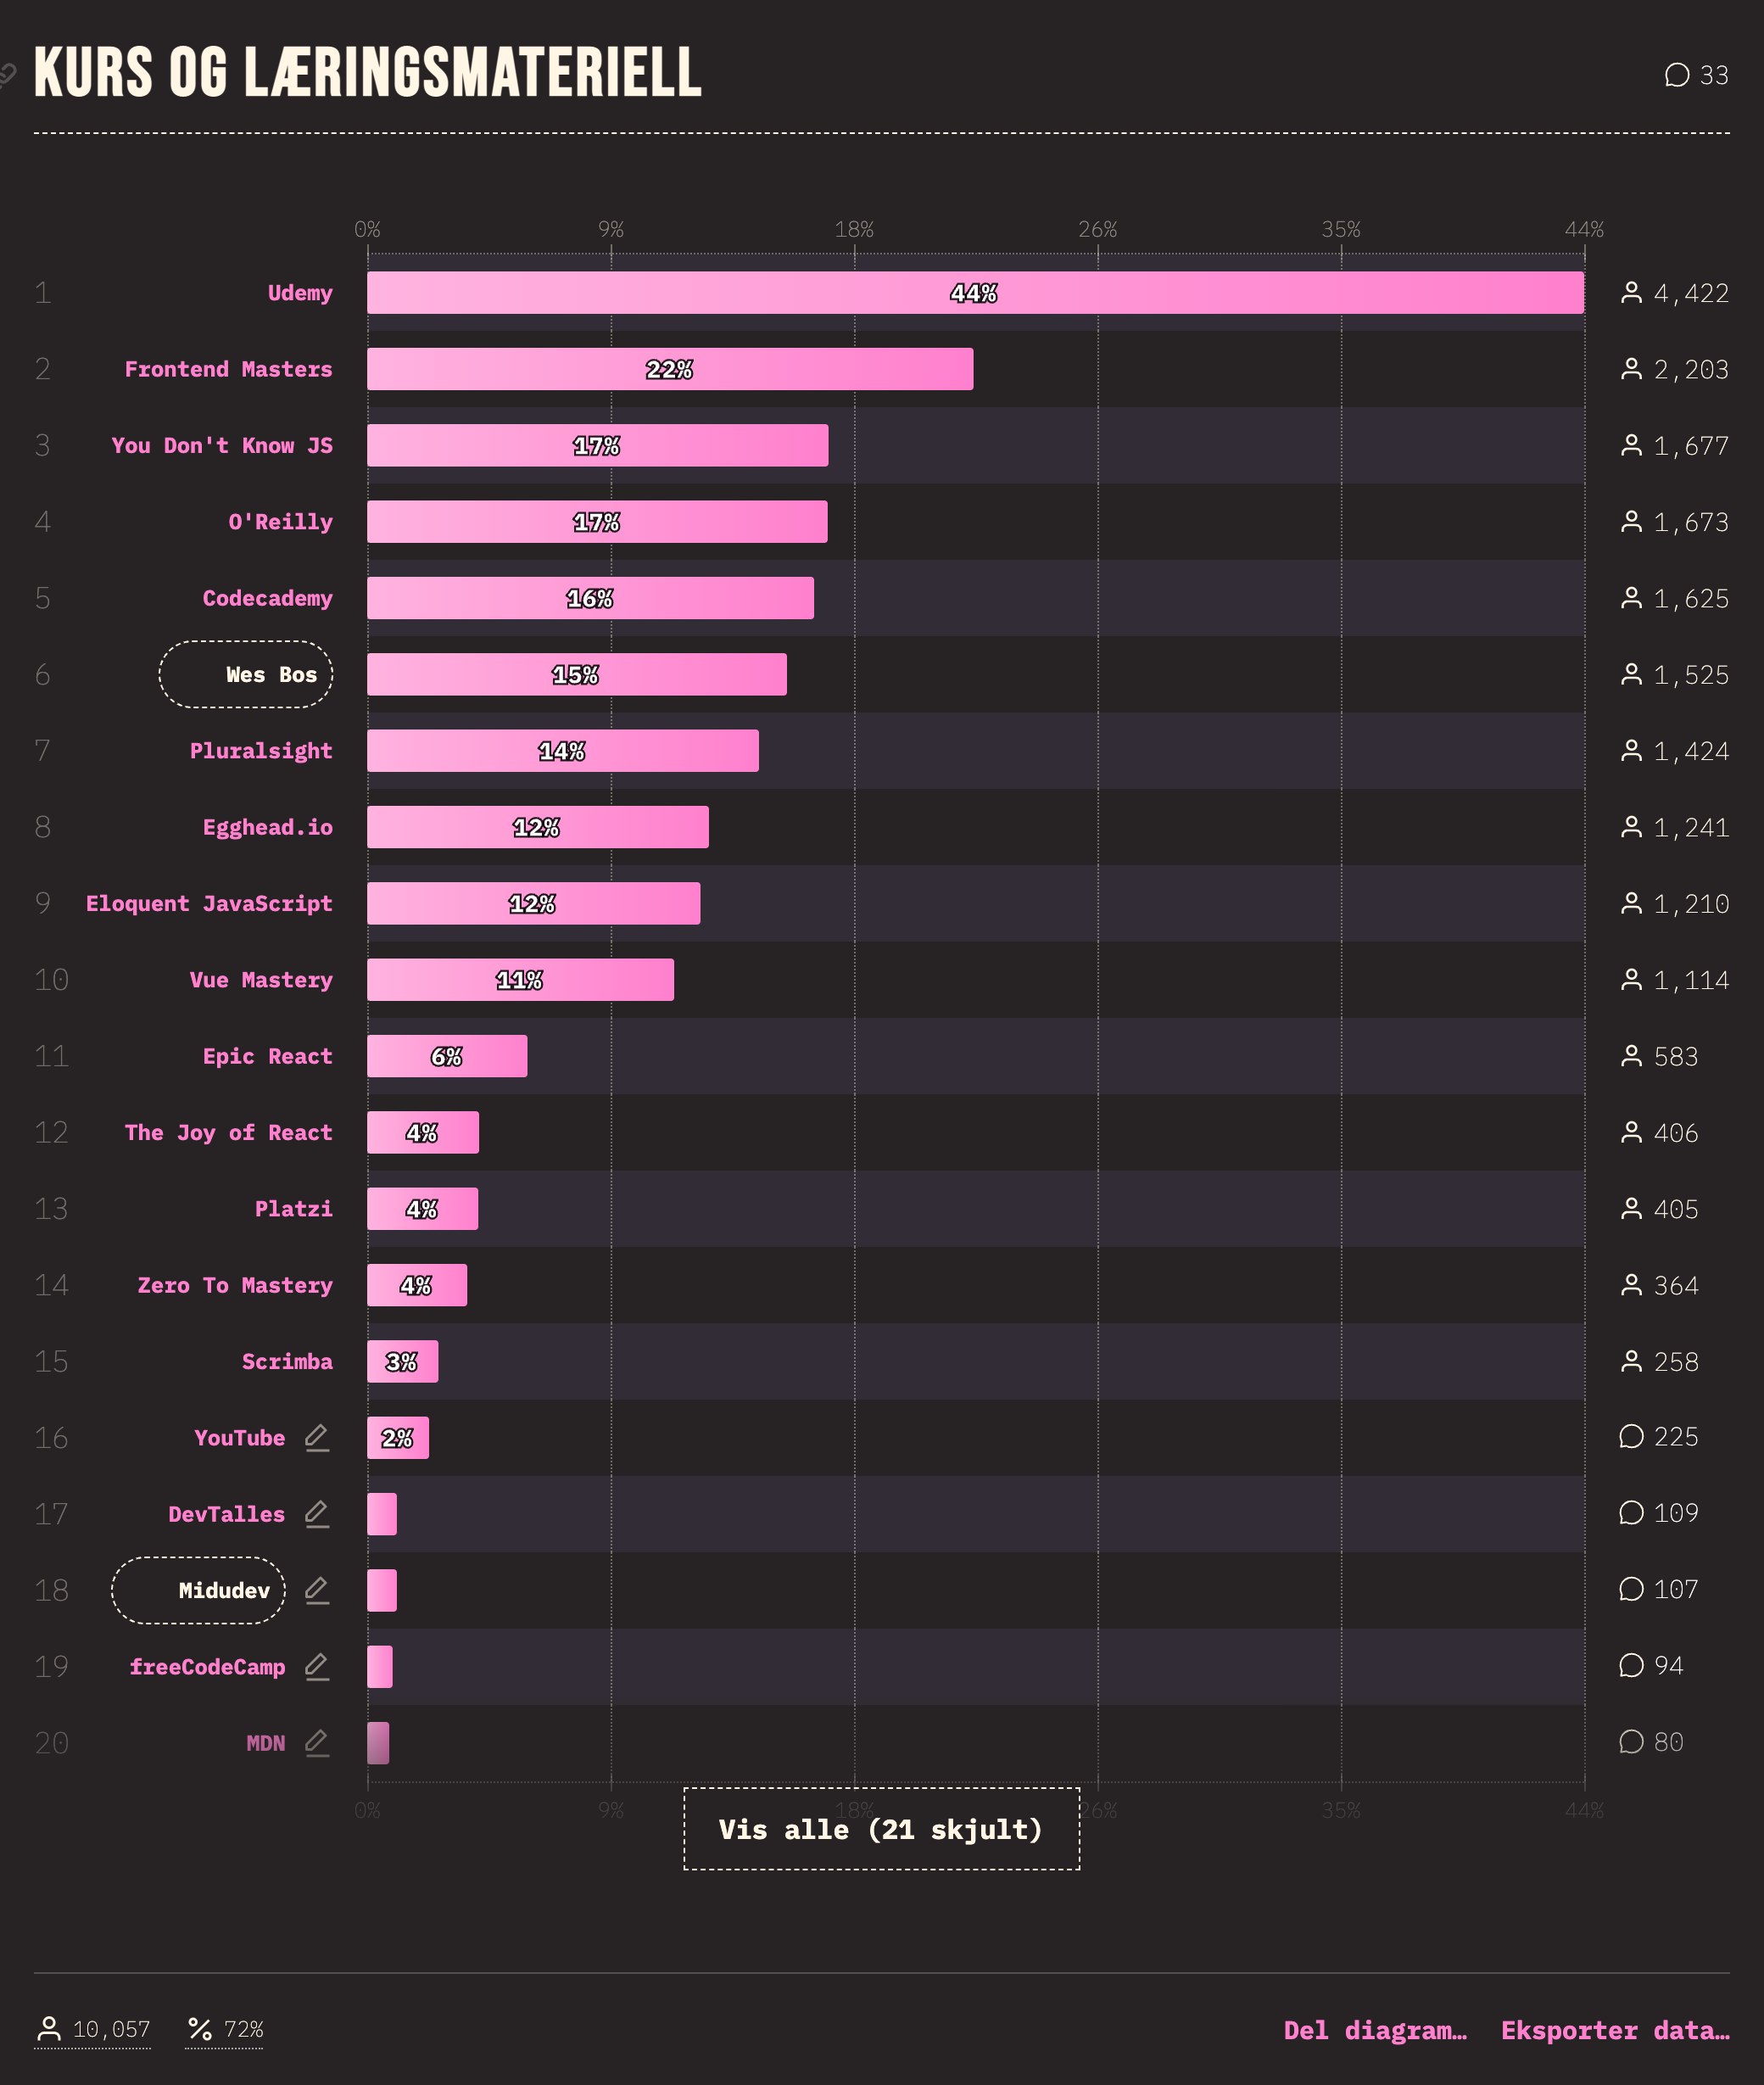 KURS OG LÆRINGSMATERIELL
33
0% 9% 18% 26% 35% 44%
1 Udemy 44% 4,422
2 Frontend Masters 22% 2,203
3 You Don't Know JS 17% 1,677
4 O'Reilly 17% 1,673
5 Codecademy 16% 1,625
6 Wes Bos 15% 1,525
7 Pluralsight 14% 1,424
8 Egghead.io 12% 1,241
9 Eloquent JavaScript 12% 1,210
10 Vue Mastery 11% 1,114
11 Epic React 6% 583
12 The Joy of React 4% 406
13 Platzi 4% 405
14 Zero To Mastery 4% 364
15 Scrimba 3% 258
16 YouTube 2% 225
17 DevTalles 109
18 Midudev 107
19 freeCodeCamp 94
20 MDN 80
0% 9% 18% 26% 35% 44%
Vis alle (21 skjult)
10,057 % 72% Del diagram… Eksporter data…